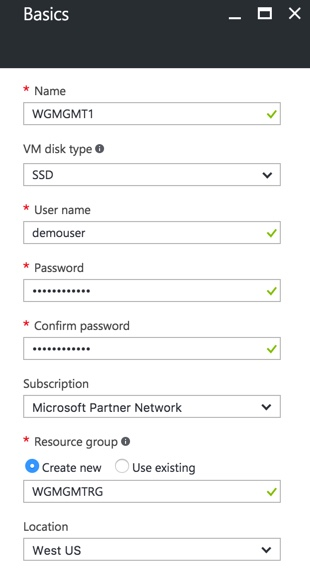 Basics
* Name
WGMGMT1
VM disk type
SSD
* User name
demouser
* Password
••••••••••••
* Confirm password
••••••••••••
Subscription
Microsoft Partner Network
* Resource group
Create new Use existing
WGMGMTRG
Location
West US